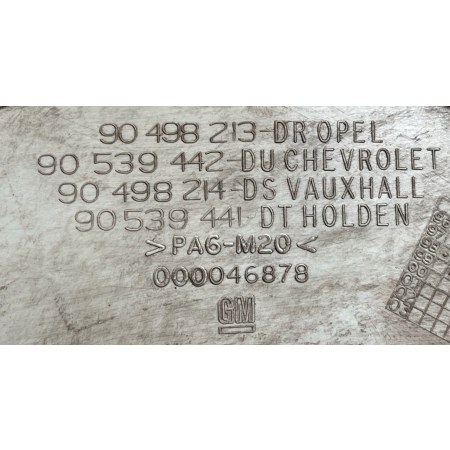 90 498 213-DR OPEL
90 539 442-DU CHEVROLET
90 498 214-DS VAUXHALL
90 539 441 DT HOLDEN
>PA6-M20<
000046878
GM